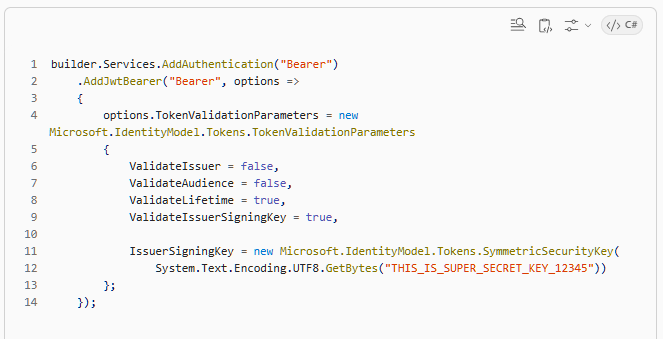 </> C#
1 builder.Services.AddAuthentication("Bearer")
2     .AddJwtBearer("Bearer", options =>
3     {
4         options.TokenValidationParameters = new
Microsoft.IdentityModel.Tokens.TokenValidationParameters
5         {
6             ValidateIssuer = false,
7             ValidateAudience = false,
8             ValidateLifetime = true,
9             ValidateIssuerSigningKey = true,
10
11             IssuerSigningKey = new Microsoft.IdentityModel.Tokens.SymmetricSecurityKey(
12                 System.Text.Encoding.UTF8.GetBytes("THIS_IS_SUPER_SECRET_KEY_12345"))
13         };
14     });